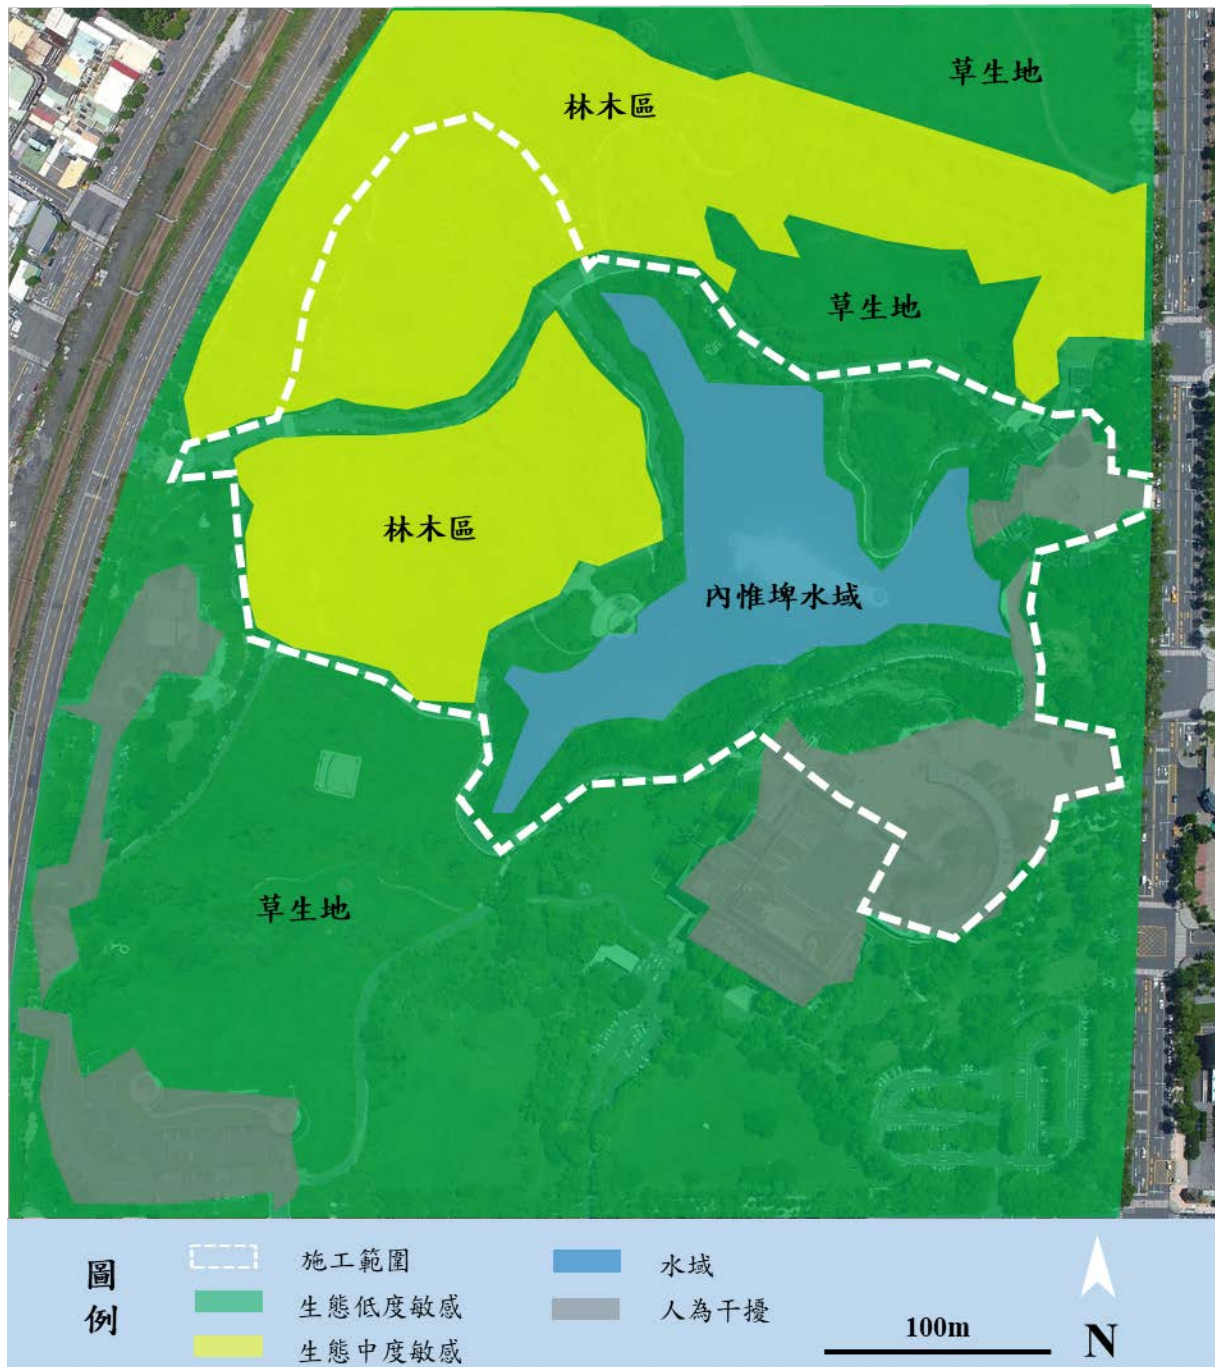 草生地
林木區
草生地
林木區
內惟埤水域
草生地
圖例
施工範圍
水域
生態低度敏感
人為干擾
生態中度敏感
100m
N